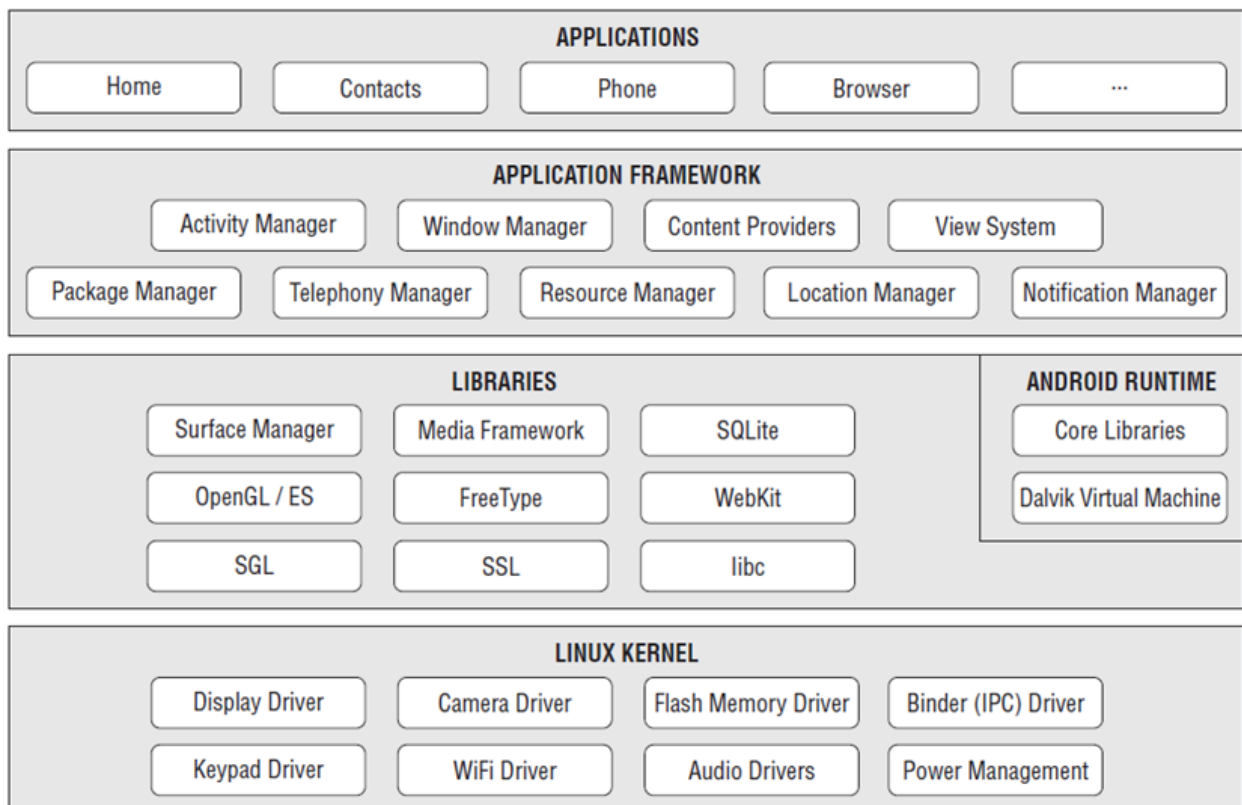 APPLICATIONS
Home
Contacts
Phone
Browser
...
APPLICATION FRAMEWORK
Activity Manager
Window Manager
Content Providers
View System
Package Manager
Telephony Manager
Resource Manager
Location Manager
Notification Manager
LIBRARIES
Surface Manager
Media Framework
SQLite
OpenGL / ES
FreeType
WebKit
SGL
SSL
libc
ANDROID RUNTIME
Core Libraries
Dalvik Virtual Machine
LINUX KERNEL
Display Driver
Camera Driver
Flash Memory Driver
Binder (IPC) Driver
Keypad Driver
WiFi Driver
Audio Drivers
Power Management